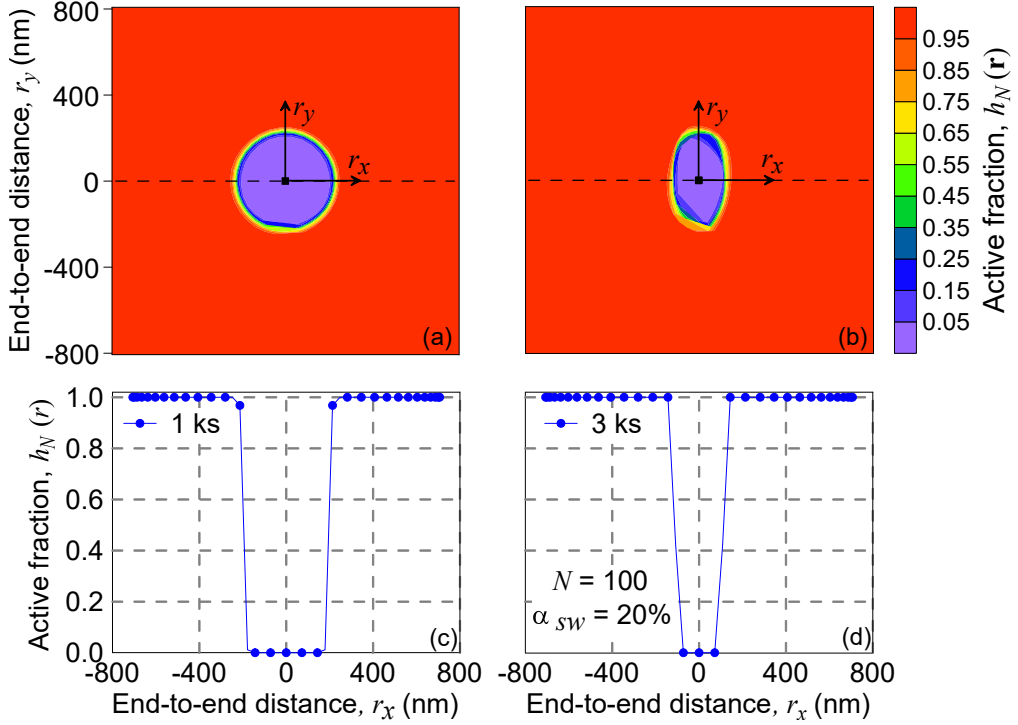 800
400
0
-400
-800
End-to-end distance, r_y (nm)
r_y
r_x
(a)
r_y
r_x
(b)
0.95
0.85
0.75
0.65
0.55
0.45
0.35
0.25
0.15
0.05
Active fraction, h_N (r)
1.0
0.8
0.6
0.4
0.2
0.0
Active fraction, h_N (r)
1 ks
(c)
-800 -400 0 400 800
End-to-end distance, r_x (nm)
3 ks
N = 100
α_sw = 20%
(d)
-800 -400 0 400 800
End-to-end distance, r_x (nm)